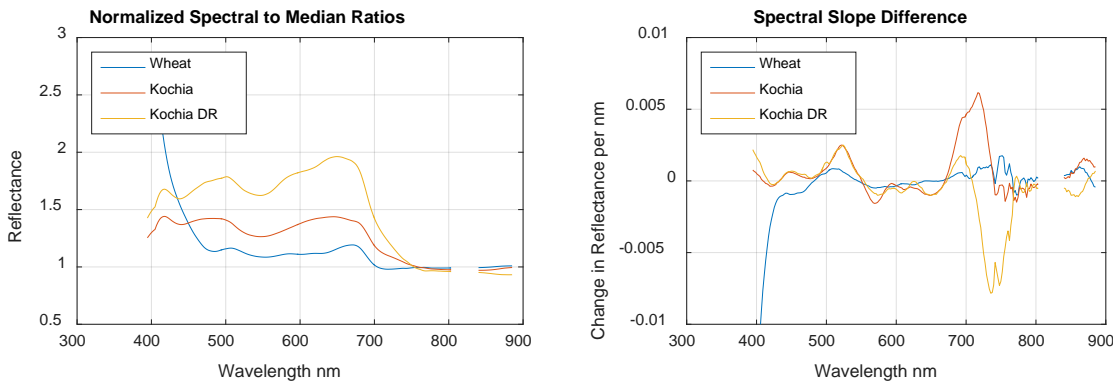 Normalized Spectral to Median Ratios
3
2.5
2
1.5
1
0.5
Reflectance
Wheat
Kochia
Kochia DR
300 400 500 600 700 800 900
Wavelength nm
Spectral Slope Difference
0.01
0.005
0
-0.005
-0.01
Change in Reflectance per nm
Wheat
Kochia
Kochia DR
300 400 500 600 700 800 900
Wavelength nm